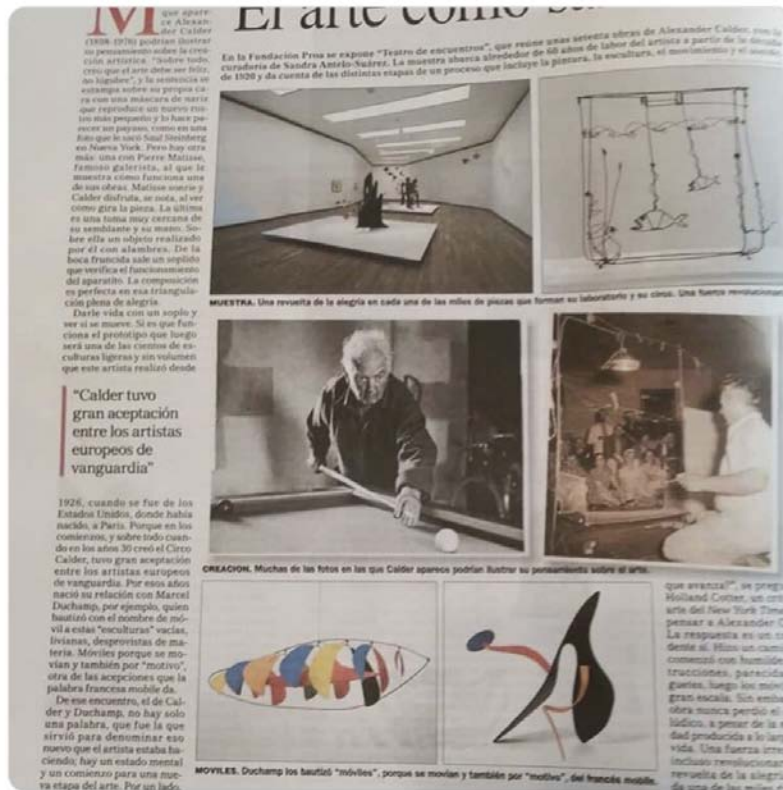 El arte como
En la Fundación Proa se expone "Teatro de encuentros", que reúne unas setenta obras de Alexander Calder, con la
curaduría de Sandra Antelo-Suárez. La muestra abarca alrededor de 60 años de labor del artista a partir de la década
de 1920 y da cuenta de las distintas etapas de un proceso que incluye la pintura, la escultura, el movimiento y el
M
que apare-
ce Alexan-
der Calder
(1898-1976) podrían ilustrar
su pensamiento sobre la crea-
ción artística. "Sobre todo,
creo que el arte debe ser feliz,
no lúgubre", y la sentencia se
estampa sobre su propia ca-
ra con una máscara de nariz
que reproduce un nuevo ros-
tro más pequeño y lo hace pa-
recer un payaso, como en una
foto que le sacó Saul Steinberg
en Nueva York. Pero hay otra
más: una con Pierre Matisse,
famoso galerista, al que le
muestra cómo funciona una
de sus obras. Matisse sonríe y
Calder disfruta, se nota, al ver
cómo gira la pieza. La última
es una toma muy cercana de
su semblante y su mano. So-
bre ella un objeto realizado
por él con alambres. De la
boca fruncida sale un soplido
que verifica el funcionamiento
del aparatito. La composición
es perfecta en esa triangula-
ción plena de alegría.
Darle vida con un soplo y
ver si se mueve. Si es que fun-
ciona el prototipo que luego
será una de las cientos de es-
culturas ligeras y sin volumen
que este artista realizó desde
"Calder tuvo
gran aceptación
entre los artistas
europeos de
vanguardia"
1926, cuando se fue de los
Estados Unidos, donde había
nacido, a París. Porque en los
comienzos, y sobre todo cuan-
do en los años 30 creó el Circo
Calder, tuvo gran aceptación
entre los artistas europeos
de vanguardia. Por esos años
nació su relación con Marcel
Duchamp, por ejemplo, quien
bautizó con el nombre de mó-
vil a estas "esculturas" vacías,
livianas, desprovistas de ma-
teria. Móviles porque se mo-
vían y también por "motivo",
otra de las acepciones que la
palabra francesa mobile da.
De ese encuentro, el de Cal-
der y Duchamp, no hay solo
una palabra, que fue la que
sirvió para denominar eso
nuevo que el artista estaba ha-
ciendo; hay un estado mental
y un comienzo para una nue-
va etapa del arte. Por un lado,
MUESTRA. Una revuelta de la alegría en cada una de las miles de piezas que forman su laboratorio y su circo. Una fuerza revolucionar
CREACION. Muchas de las fotos en las que Calder aparece podrían ilustrar su pensamiento sobre el arte.
MOVILES. Duchamp los bautizó "móviles", porque se movían y también por "motivo", del francés mobile.
que avanza?", se preg
Holland Cotter, un crí
arte del New York Times
pensar a Alexander C
La respuesta es un
dente sí. Hizo un cam
comenzó con humild
trucciones, parecida
guetes, luego los móv
gran escala. Sin emb
obra nunca perdió el
lúdico, a pesar de la
dad producida a lo larg
vida. Una fuerza
incluso revolucionar
revuelta de la alegrí
da una de las miles